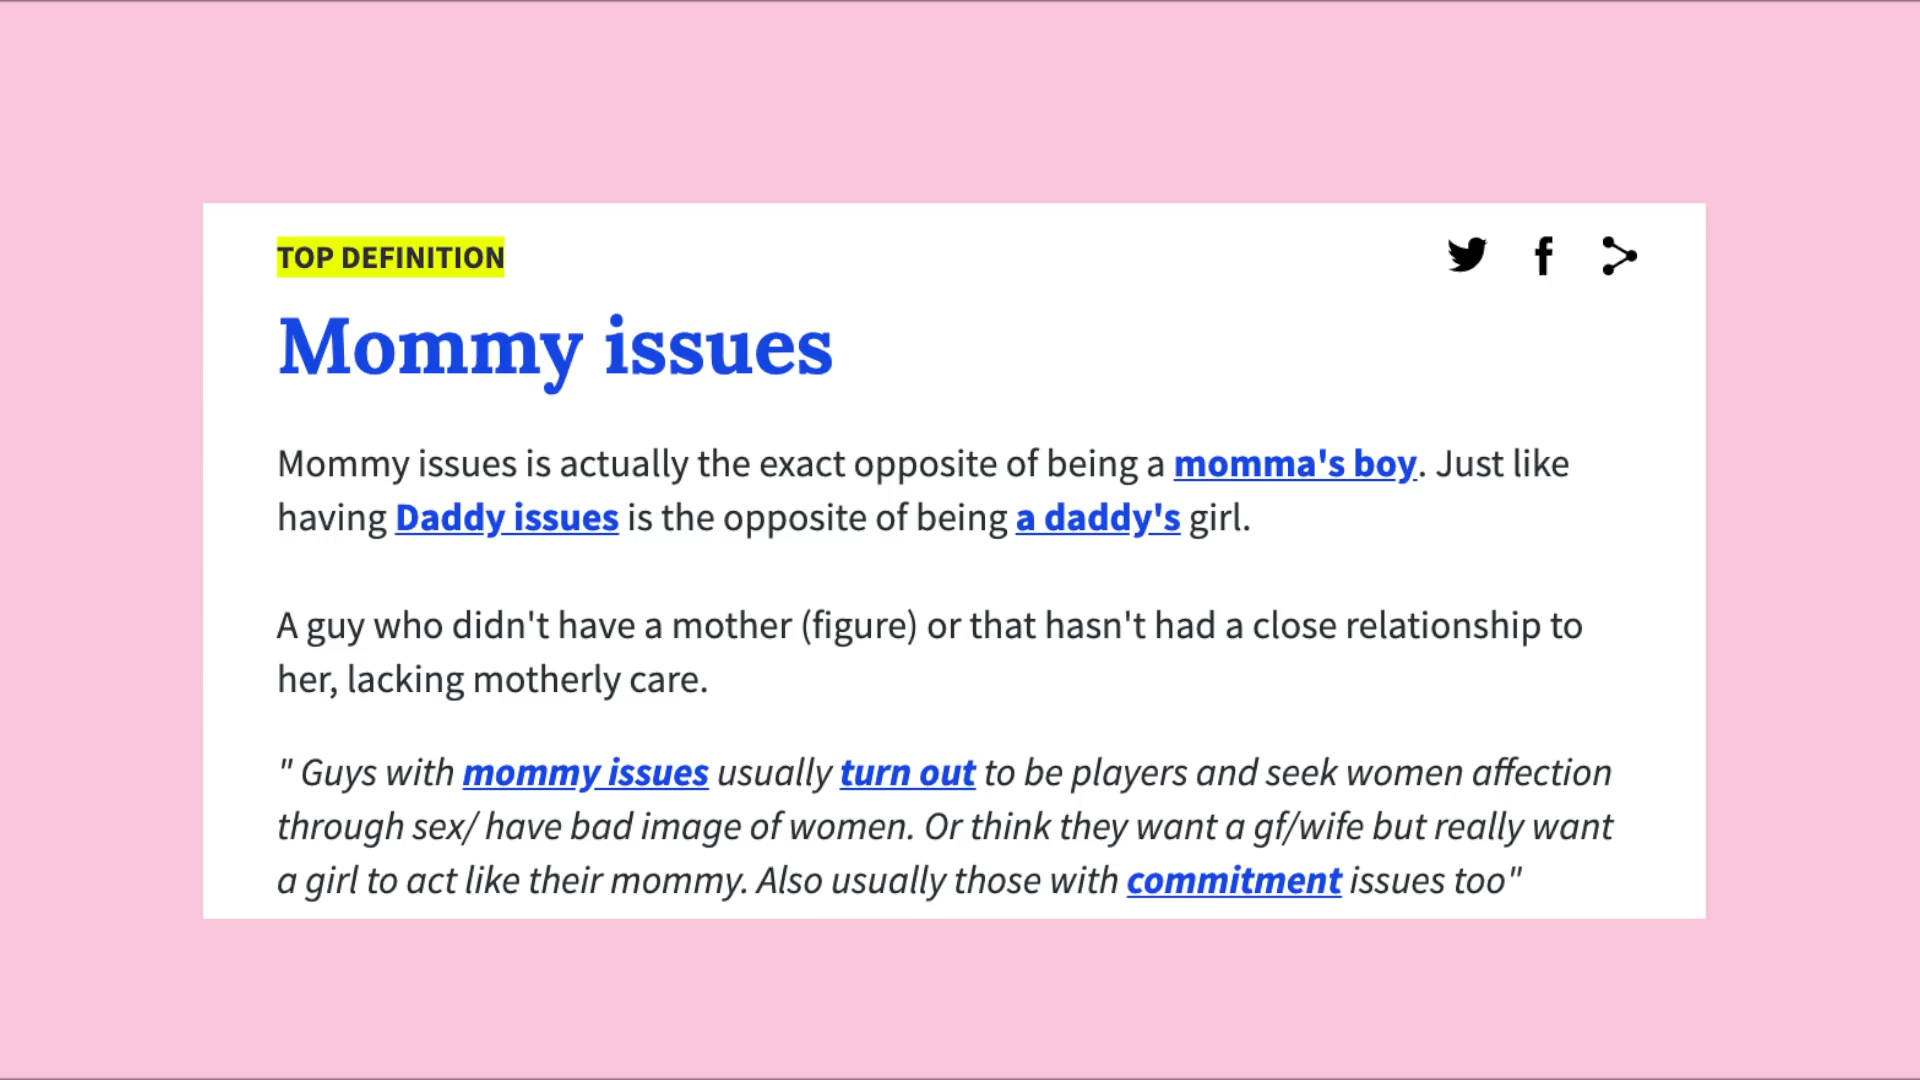 TOP DEFINITION
Mommy issues
Mommy issues is actually the exact opposite of being a momma's boy. Just like
having Daddy issues is the opposite of being a daddy's girl.
A guy who didn't have a mother (figure) or that hasn't had a close relationship to
her, lacking motherly care.
" Guys with mommy issues usually turn out to be players and seek women affection
through sex/ have bad image of women. Or think they want a gf/wife but really want
a girl to act like their mommy. Also usually those with commitment issues too"